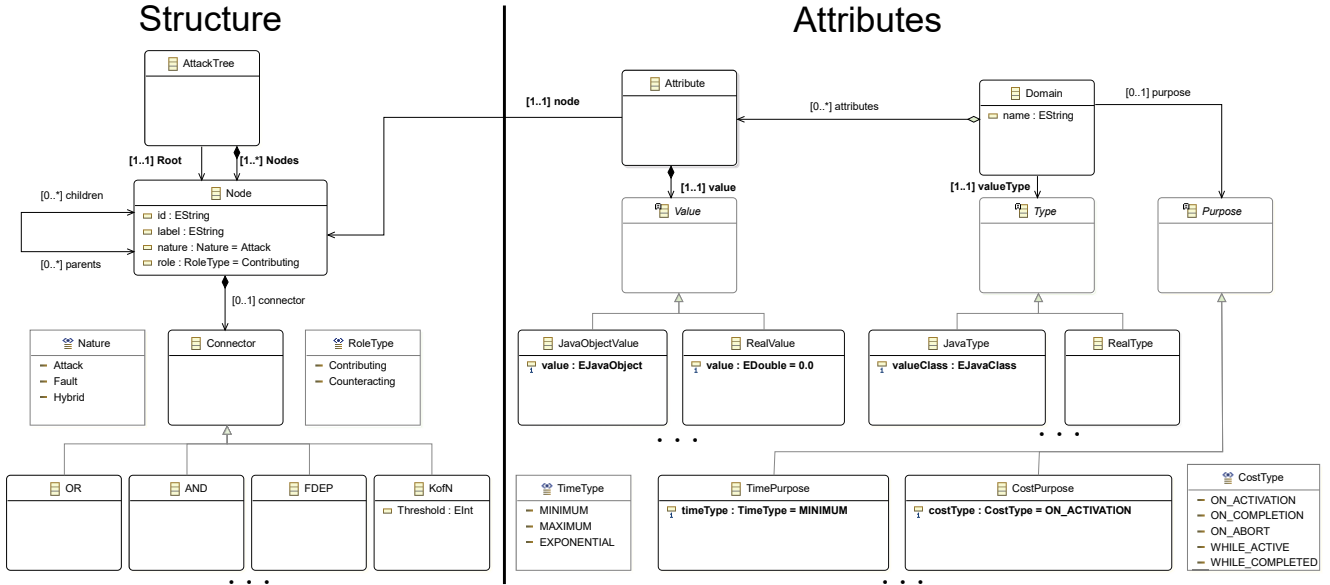 Structure
Attributes
AttackTree
[1..1] Root
[1..*] Nodes
[0..*] children
[0..*] parents
Node
id : EString
label : EString
nature : Nature = Attack
role : RoleType = Contributing
[0..1] connector
Nature
Attack
Fault
Hybrid
Connector
RoleType
Contributing
Counteracting
OR
AND
FDEP
KofN
Threshold : EInt
. . .
[1..1] node
Attribute
[0..*] attributes
Domain
name : EString
[0..1] purpose
[1..1] value
[1..1] valueType
Value
Type
Purpose
JavaObjectValue
value : EJavaObject
RealValue
value : EDouble = 0.0
JavaType
valueClass : EJavaClass
RealType
. . .
. . .
TimeType
MINIMUM
MAXIMUM
EXPONENTIAL
TimePurpose
timeType : TimeType = MINIMUM
CostPurpose
costType : CostType = ON_ACTIVATION
CostType
ON_ACTIVATION
ON_COMPLETION
ON_ABORT
WHILE_ACTIVE
WHILE_COMPLETED
. . .